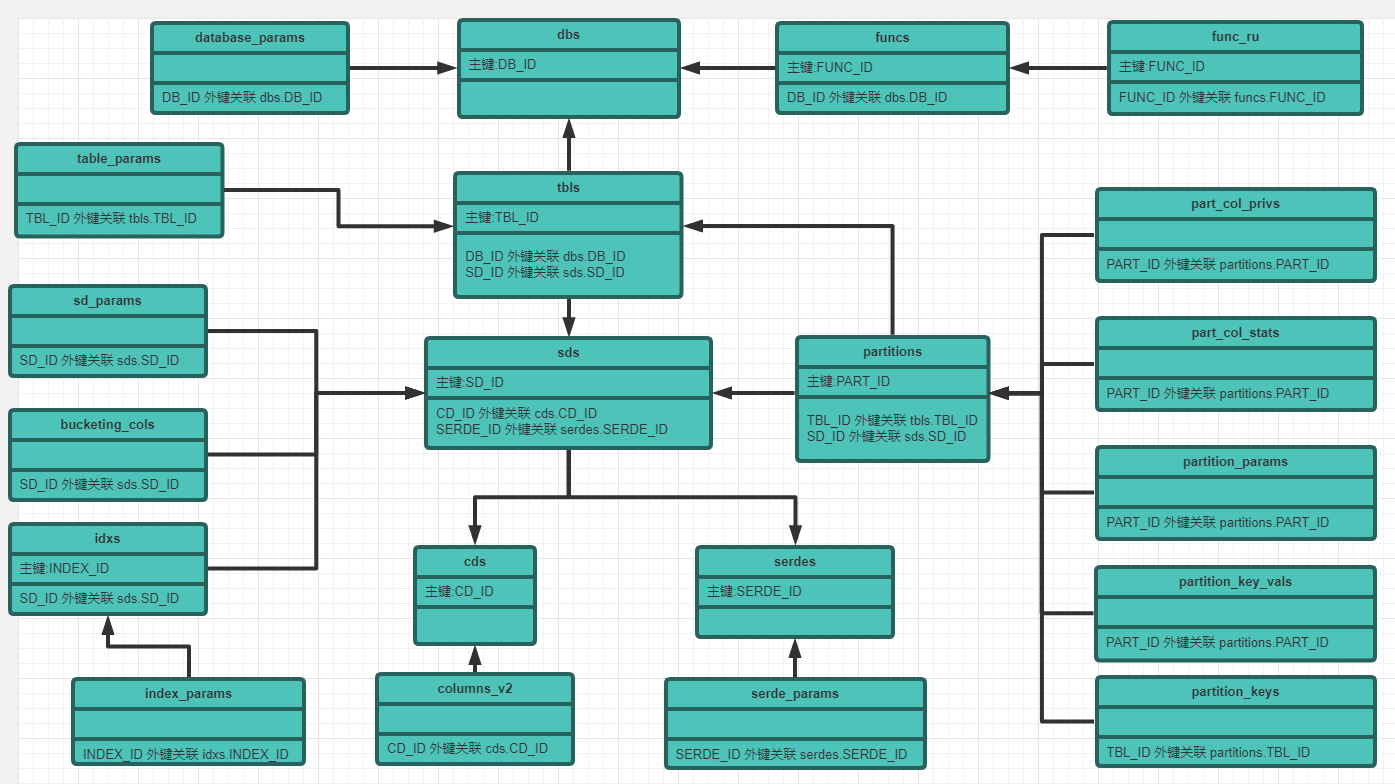 database_params
DB_ID 外键关联 dbs.DB_ID
dbs
主键:DB_ID
funcs
主键:FUNC_ID
DB_ID 外键关联 dbs.DB_ID
func_ru
主键:FUNC_ID
FUNC_ID 外键关联 funcs.FUNC_ID
table_params
TBL_ID 外键关联 tbls.TBL_ID
tbls
主键:TBL_ID
DB_ID 外键关联 dbs.DB_ID
SD_ID 外键关联 sds.SD_ID
part_col_privs
PART_ID 外键关联 partitions.PART_ID
sd_params
SD_ID 外键关联 sds.SD_ID
sds
主键:SD_ID
CD_ID 外键关联 cds.CD_ID
SERDE_ID 外键关联 serdes.SERDE_ID
partitions
主键:PART_ID
TBL_ID 外键关联 tbls.TBL_ID
SD_ID 外键关联 sds.SD_ID
part_col_stats
PART_ID 外键关联 partitions.PART_ID
bucketing_cols
SD_ID 外键关联 sds.SD_ID
partition_params
PART_ID 外键关联 partitions.PART_ID
idxs
主键:INDEX_ID
SD_ID 外键关联 sds.SD_ID
cds
主键:CD_ID
serdes
主键:SERDE_ID
partition_key_vals
PART_ID 外键关联 partitions.PART_ID
index_params
INDEX_ID 外键关联 idxs.INDEX_ID
columns_v2
CD_ID 外键关联 cds.CD_ID
serde_params
SERDE_ID 外键关联 serdes.SERDE_ID
partition_keys
TBL_ID 外键关联 partitions.TBL_ID